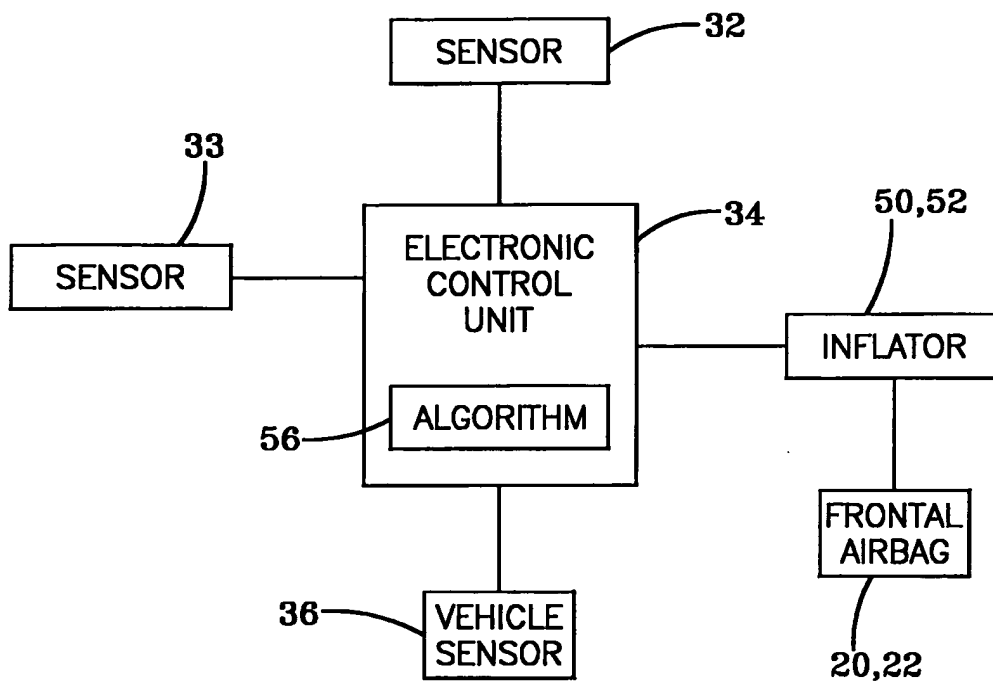 32
SENSOR
33
SENSOR
34
ELECTRONIC
CONTROL
UNIT
50,52
INFLATOR
ALGORITHM
56
FRONTAL
AIRBAG
36
VEHICLE
SENSOR
20,22